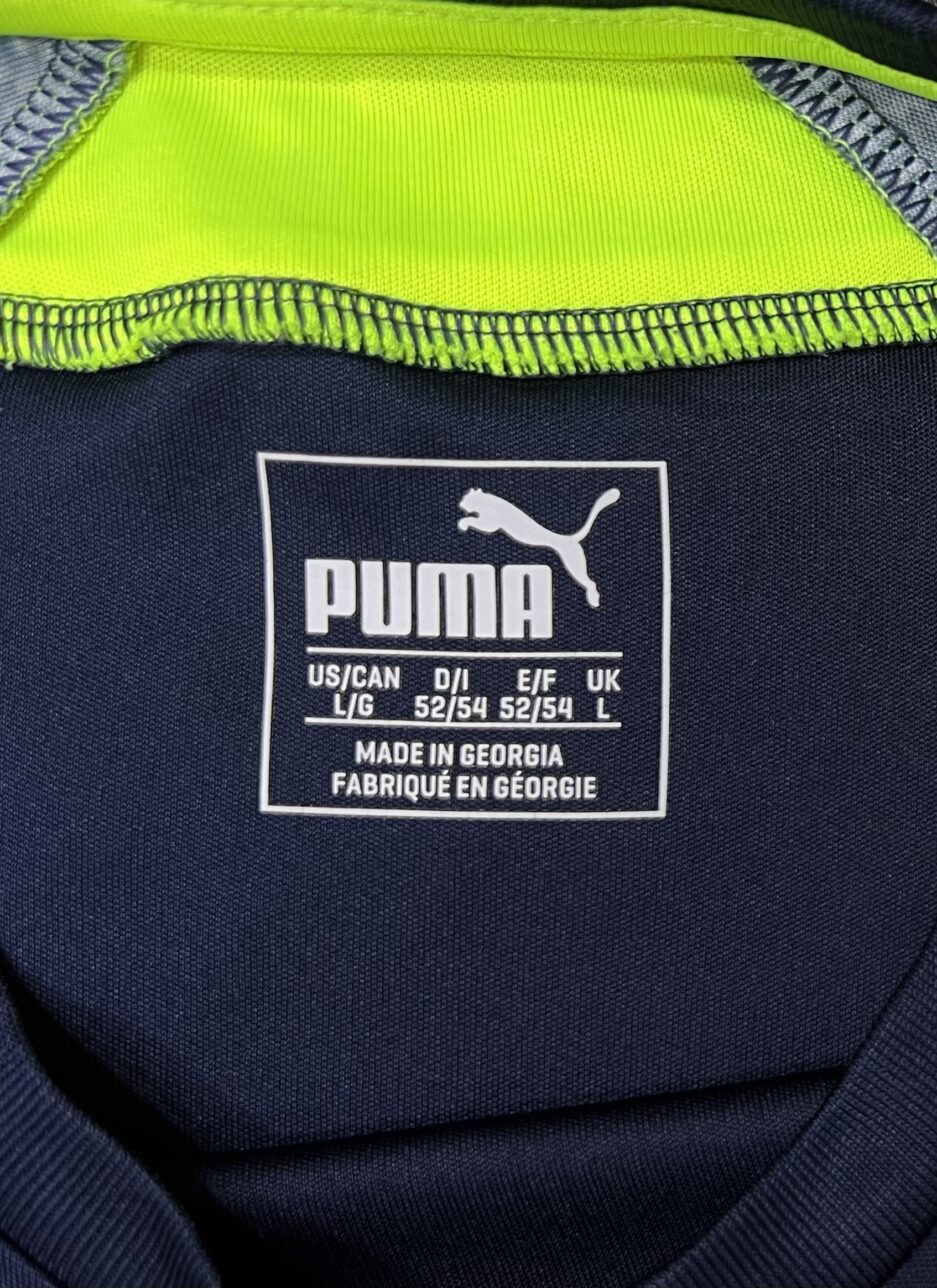 PUMA
US/CAN D/I E/F UK
L/G 52/54 52/54 L
MADE IN GEORGIA
FABRIQUÉ EN GÉORGIE